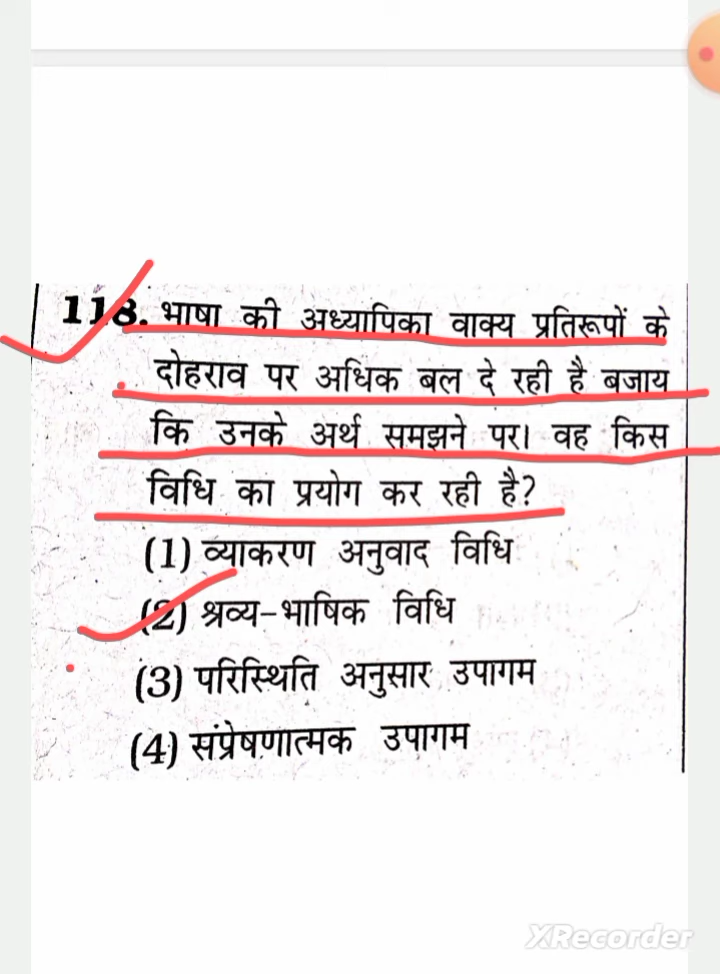 118. भाषा की अध्यापिका वाक्य प्रतिरूपों के
दोहराव पर अधिक बल दे रही है बजाय
कि उनके अर्थ समझने पर। वह किस
विधि का प्रयोग कर रही है?
(1) व्याकरण अनुवाद विधि
(2) श्रव्य-भाषिक विधि
(3) परिस्थिति अनुसार उपागम
(4) संप्रेषणात्मक उपागम
XRecorder